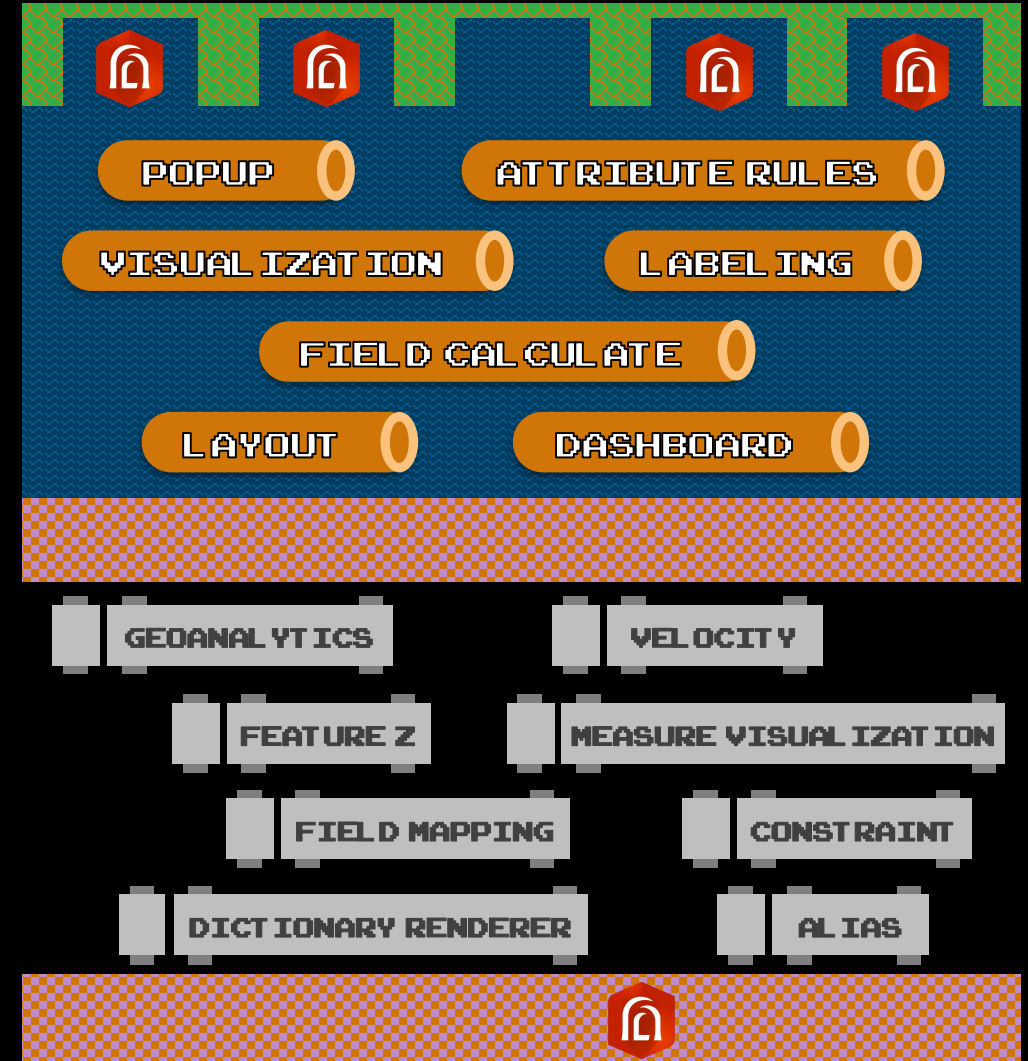 POPUP
ATTRIBUTE RULES
VISUALIZATION
LABELING
FIELD CALCULATE
LAYOUT
DASHBOARD
GEOANALYTICS
VELOCITY
FEATURE Z
MEASURE VISUALIZATION
FIELD MAPPING
CONSTRAINT
DICTIONARY RENDERER
ALIAS